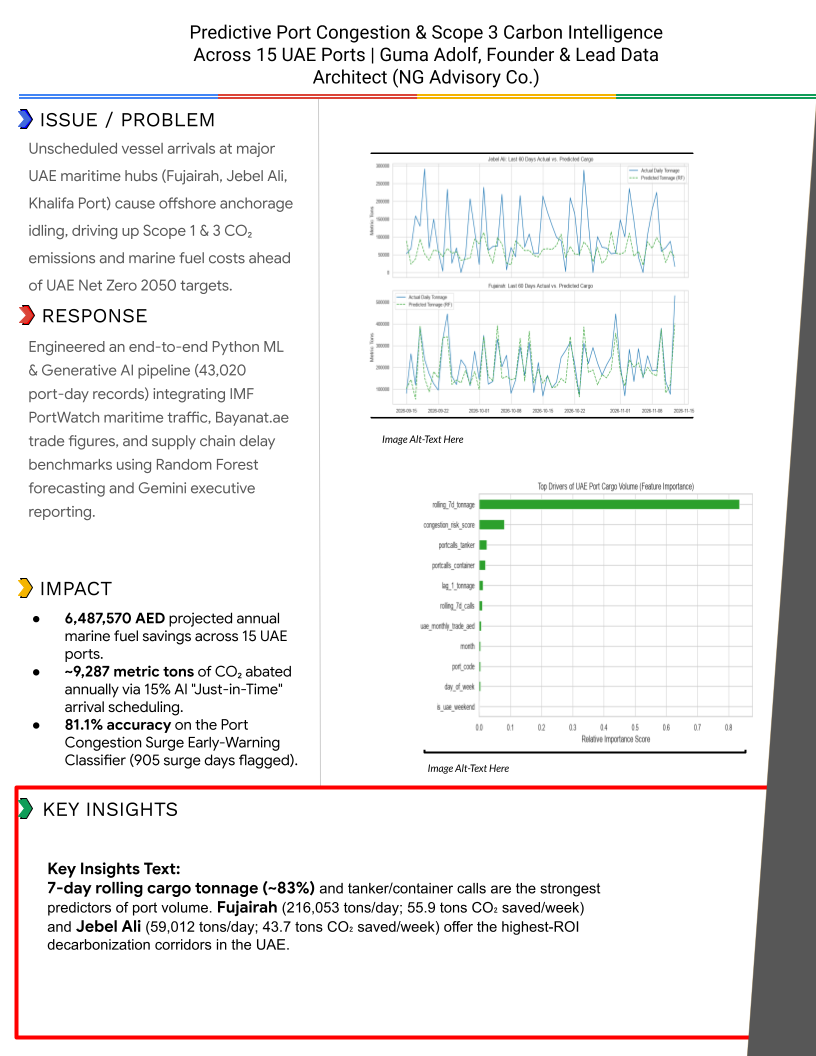 Predictive Port Congestion & Scope 3 Carbon Intelligence
Across 15 UAE Ports | Guma Adolf, Founder & Lead Data
Architect (NG Advisory Co.)
ISSUE / PROBLEM
Unscheduled vessel arrivals at major
UAE maritime hubs (Fujairah, Jebel Ali,
Khalifa Port) cause offshore anchorage
idling, driving up Scope 1 & 3 CO₂
emissions and marine fuel costs ahead
of UAE Net Zero 2050 targets.
RESPONSE
Engineered an end-to-end Python ML
& Generative AI pipeline (43,020
port-day records) integrating IMF
PortWatch maritime traffic, Bayanat.ae
trade figures, and supply chain delay
benchmarks using Random Forest
forecasting and Gemini executive
reporting.
IMPACT
● 6,487,570 AED projected annual
marine fuel savings across 15 UAE
ports.
● ~9,287 metric tons of CO₂ abated
annually via 15% AI "Just-in-Time"
arrival scheduling.
● 81.1% accuracy on the Port
Congestion Surge Early-Warning
Classifier (905 surge days flagged).
Jebel Ali: Last 60 Days Actual vs. Predicted Cargo
Actual Daily Tonnage
Predicted Tonnage (RF)
Metric Tons
300000
250000
200000
150000
100000
50000
0
Fujairah: Last 60 Days Actual vs. Predicted Cargo
Actual Daily Tonnage
Predicted Tonnage (RF)
Metric Tons
500000
400000
300000
200000
100000
Image Alt-Text Here
Top Drivers of UAE Port Cargo Volume (Feature Importance)
rolling_7d_tonnage
congestion_risk_score
portcalls_tanker
portcalls_container
lag_1_tonnage
rolling_7d_calls
uae_monthly_trade_aed
month
port_code
day_of_week
is_uae_weekend
0.0 0.1 0.2 0.3 0.4 0.5 0.6 0.7 0.8
Relative Importance Score
Image Alt-Text Here
KEY INSIGHTS
Key Insights Text:
7-day rolling cargo tonnage (~83%) and tanker/container calls are the strongest
predictors of port volume. Fujairah (216,053 tons/day; 55.9 tons CO₂ saved/week)
and Jebel Ali (59,012 tons/day; 43.7 tons CO₂ saved/week) offer the highest-ROI
decarbonization corridors in the UAE.